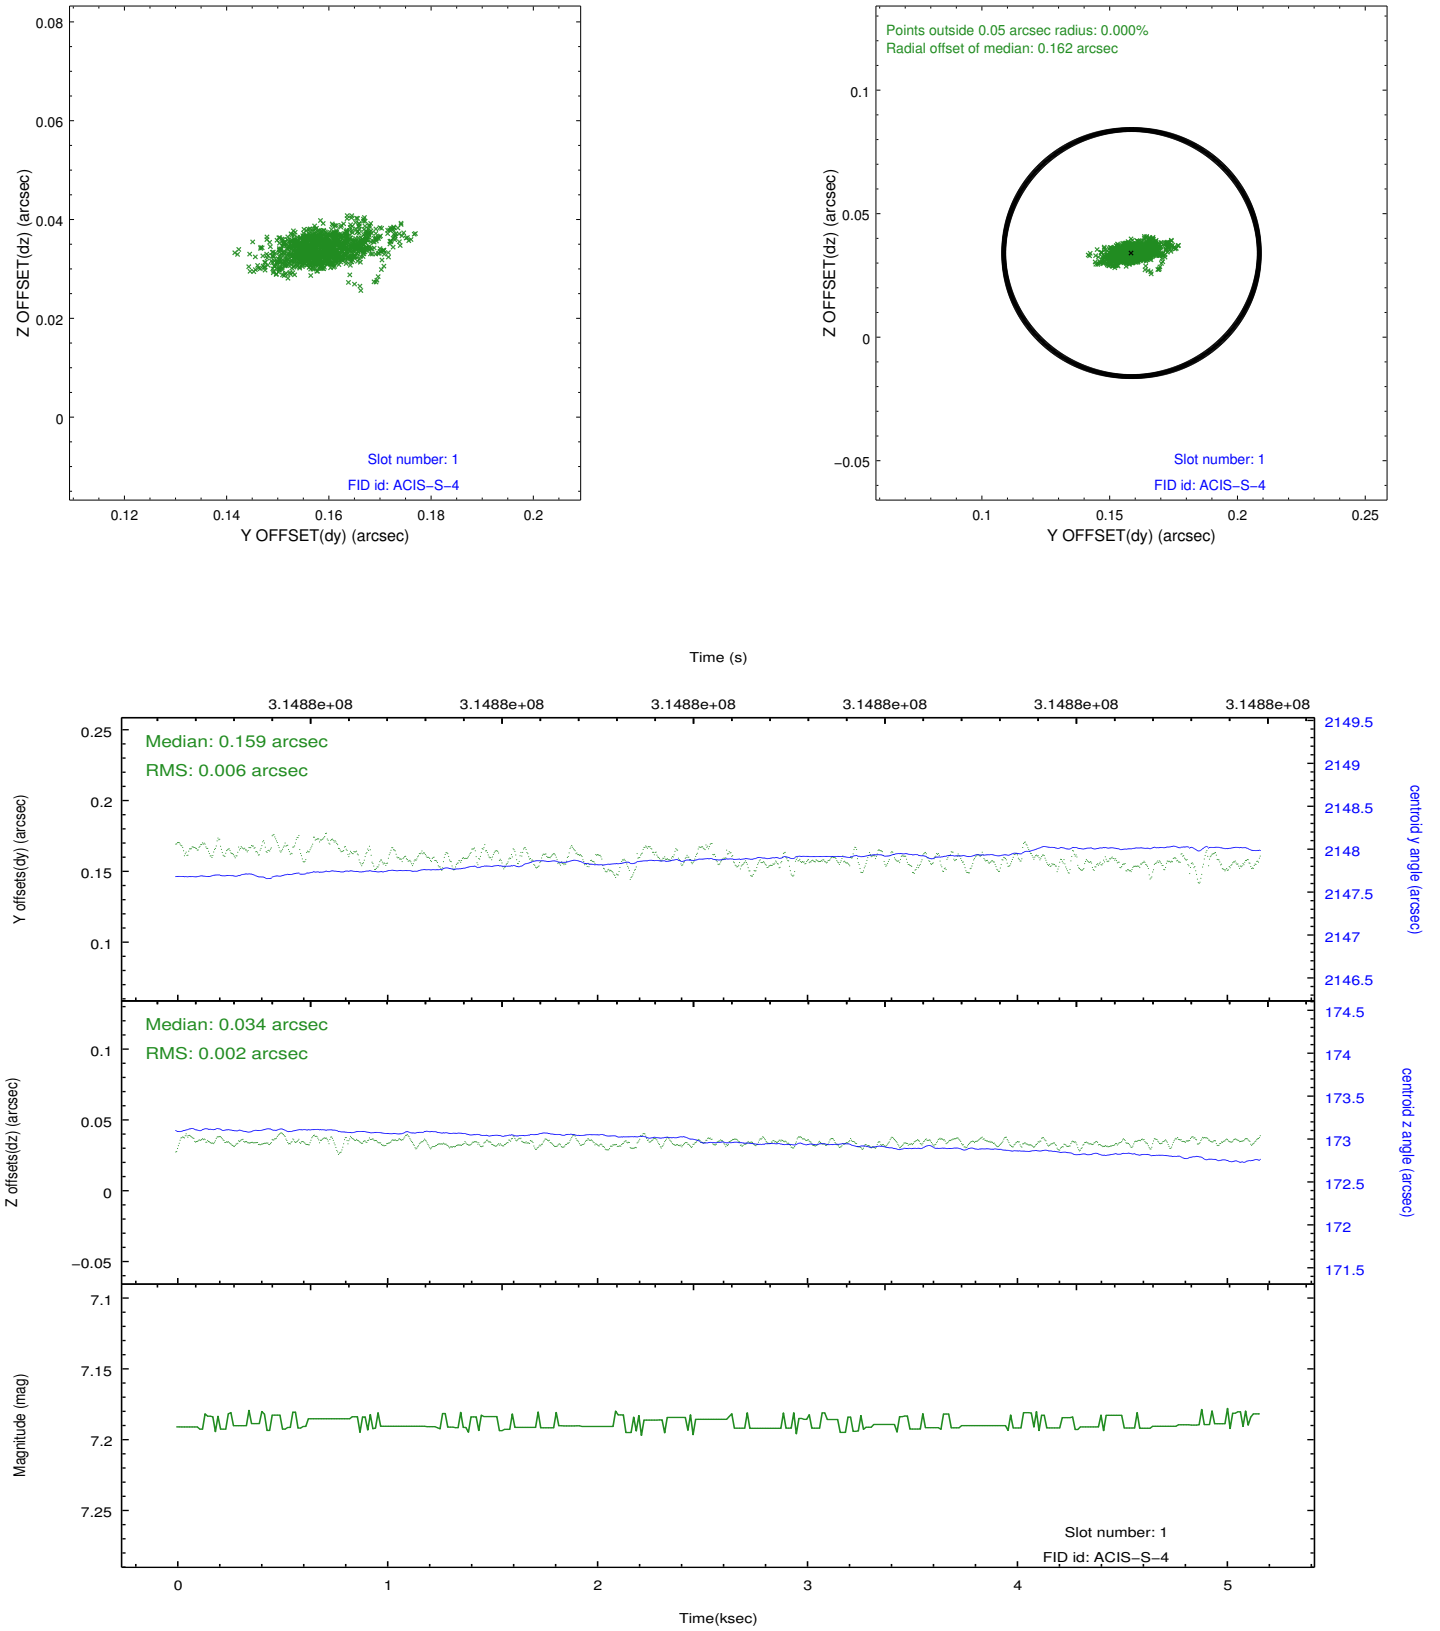 0.08
0.06
0.04
0.02
0
Z OFFSET(dz) (arcsec)
Slot number: 1
FID id: ACIS−S−4
0.12 0.14 0.16 0.18 0.2
Y OFFSET(dy) (arcsec)
Points outside 0.05 arcsec radius: 0.000%
Radial offset of median: 0.162 arcsec
0.1
0.05
0
−0.05
Z OFFSET(dz) (arcsec)
Slot number: 1
FID id: ACIS−S−4
0.1 0.15 0.2 0.25
Y OFFSET(dy) (arcsec)
Time (s)
3.1488e+08 3.1488e+08 3.1488e+08 3.1488e+08 3.1488e+08 3.1488e+08
Median: 0.159 arcsec
RMS: 0.006 arcsec
0.25
0.2
0.15
0.1
Y offsets(dy) (arcsec)
2149.5
2149
2148.5
2148
2147.5
2147
2146.5
centroid y angle (arcsec)
Median: 0.034 arcsec
RMS: 0.002 arcsec
0.1
0.05
0
−0.05
Z offsets(dz) (arcsec)
174.5
174
173.5
173
172.5
172
171.5
centroid z angle (arcsec)
7.1
7.15
7.2
7.25
Magnitude (mag)
Slot number: 1
FID id: ACIS−S−4
0 1 2 3 4 5
Time(ksec)